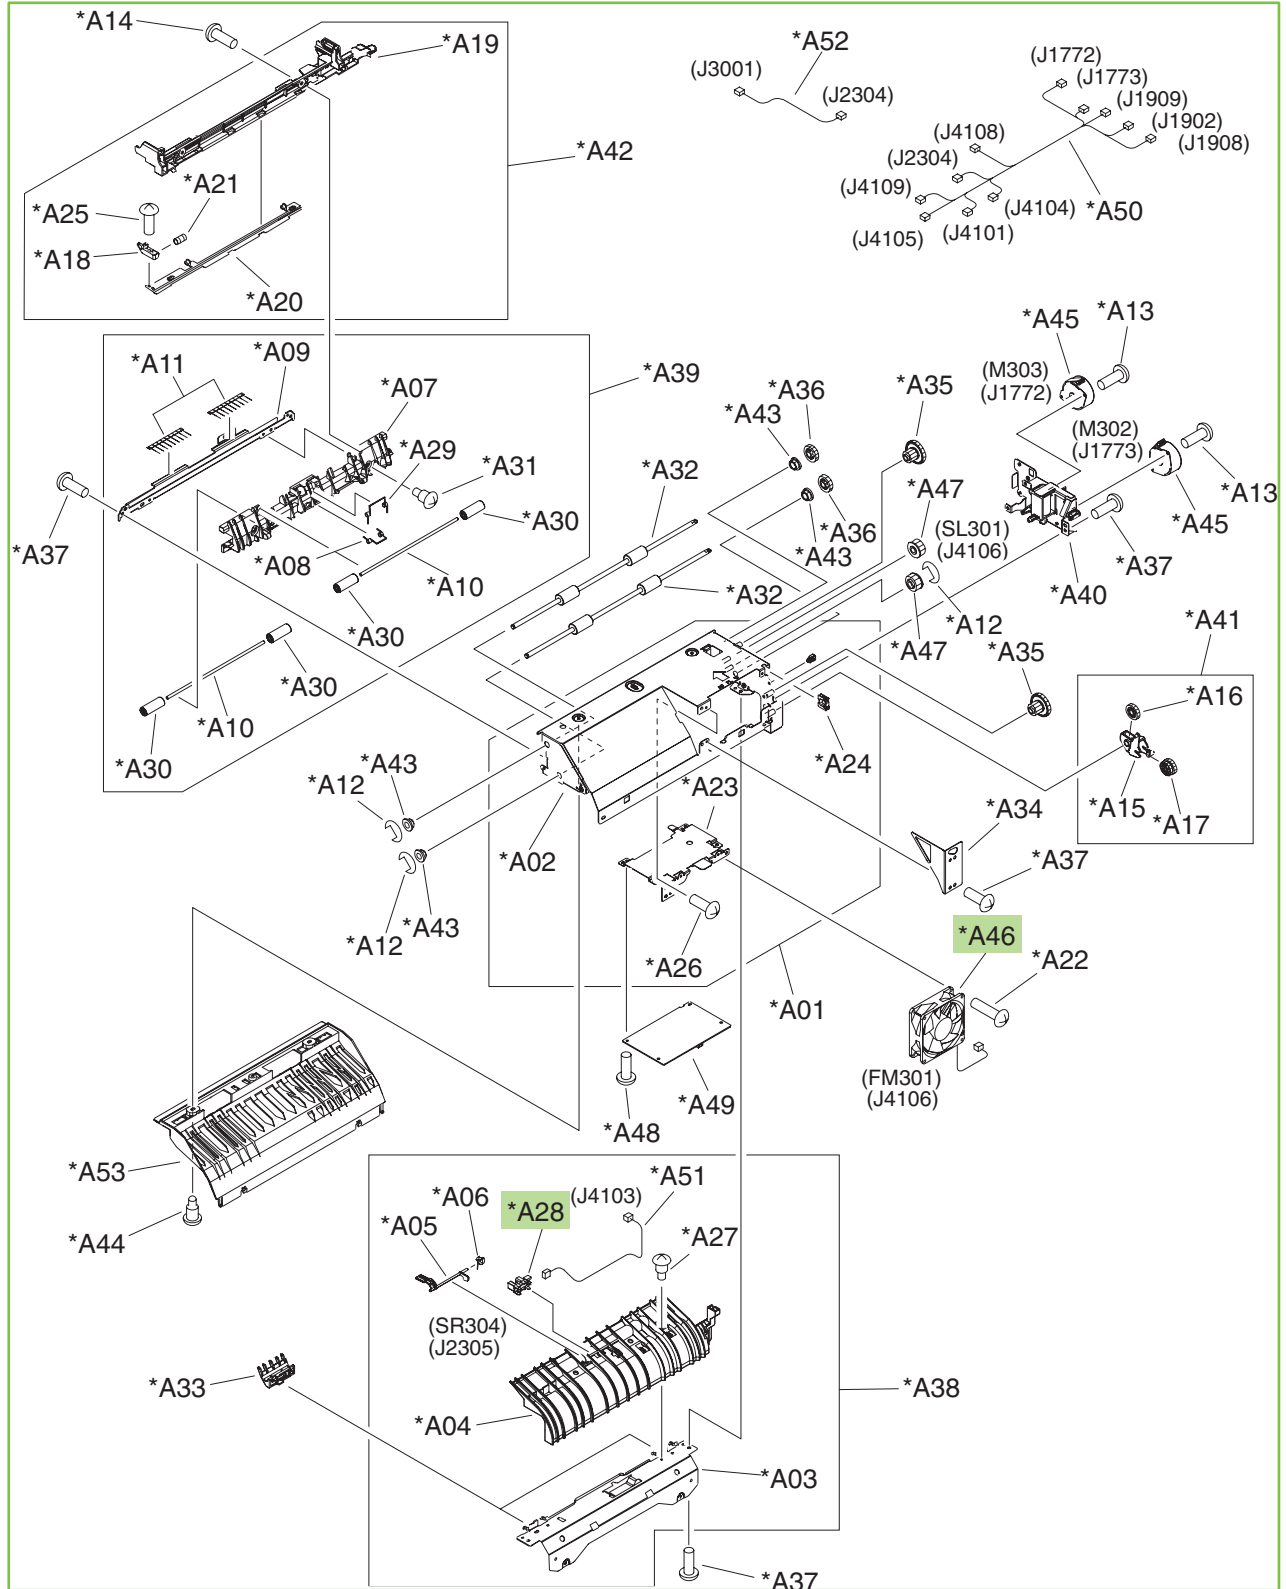 *A14
*A19
*A52
(J3001)
(J2304)
(J1772)
(J1773)
(J1909)
(J1902)
(J1908)
(J4108)
(J2304)
(J4109)
(J4104)
(J4105)
(J4101)
*A50
*A42
*A21
*A25
*A18
*A20
*A09
*A11
*A07
*A39
*A29
*A31
*A37
*A08
*A30
*A10
*A30
*A30
*A10
*A30
*A32
*A32
*A43
*A36
*A36
*A43
*A35
*A47
(SL301)
(J4106)
*A12
*A47
*A45
*A13
(M303)
(J1772)
(M302)
(J1773)
*A13
*A45
*A37
*A40
*A41
*A35
*A16
*A15
*A17
*A24
*A43
*A12
*A02
*A23
*A34
*A37
*A12
*A43
*A26
*A46
*A22
*A01
(FM301)
(J4106)
*A49
*A48
*A53
*A44
*A51
(J4103)
*A06
*A28
*A05
*A27
(SR304)
(J2305)
*A33
*A04
*A38
*A03
*A37